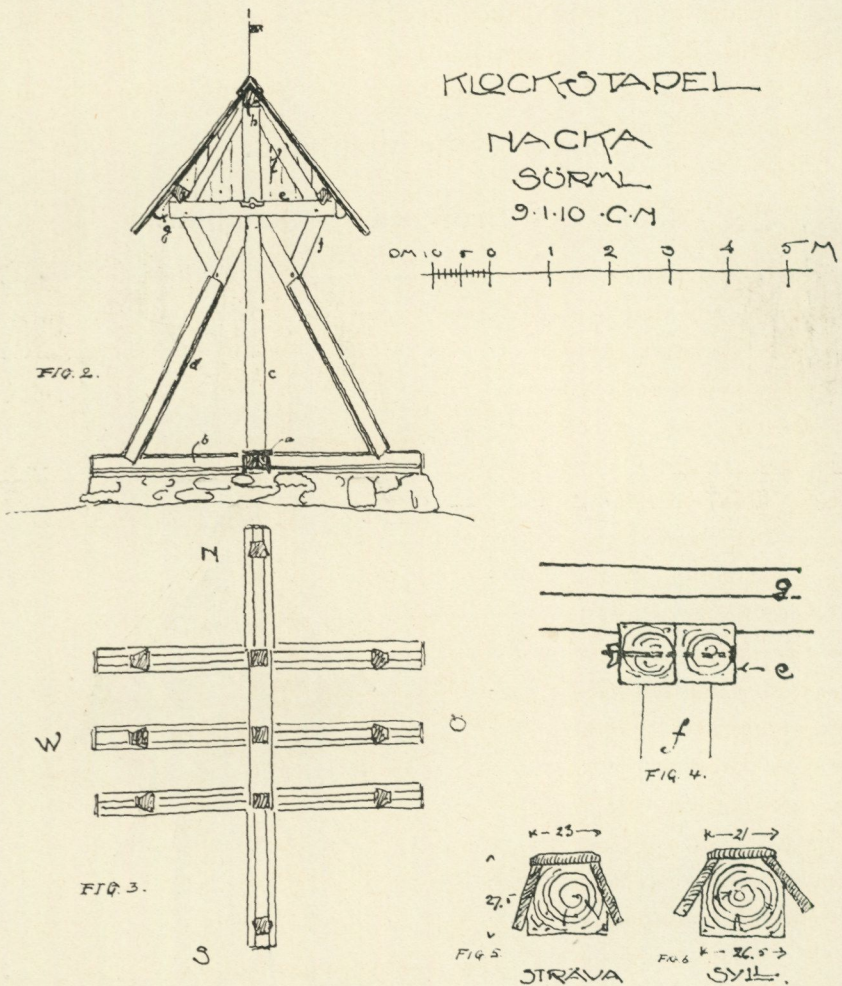 KLOCKSTAPEL
NACKA
SÖRML
9·1·10 ·C·M
DM 10 5 0 1 2 3 4 5 M
h
e
g
f
FIG. 2.
d
c
b
a
N
W
Ö
S
FIG. 3.
g
e
f
FIG. 4.
23
27.5
FIG 5.
STRÄVA
21
FIG 6
26.5
SYLL.